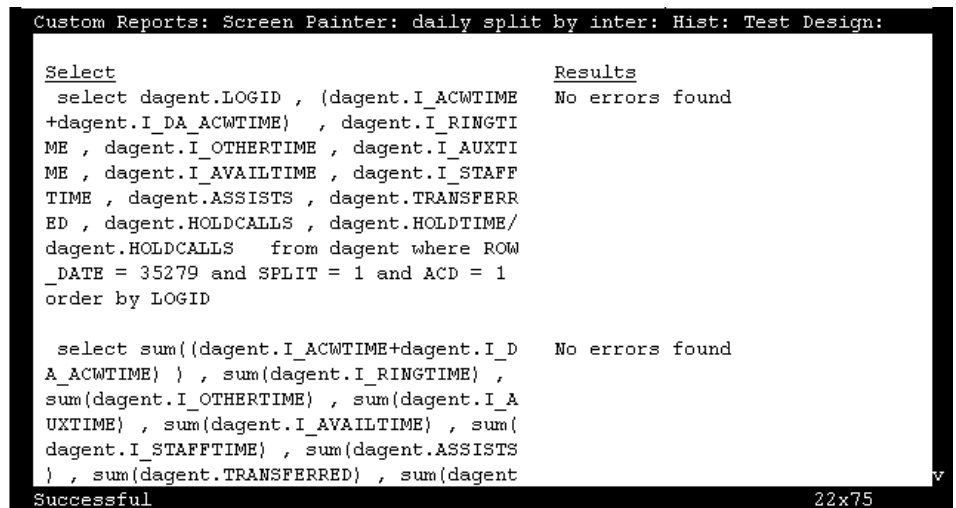 Custom Reports: Screen Painter: daily split by inter: Hist: Test Design:
Select Results
select dagent.LOGID , (dagent.I_ACWTIME No errors found
+dagent.I_DA_ACWTIME) , dagent.I_RINGTI
ME , dagent.I_OTHERTIME , dagent.I_AUXTI
ME , dagent.I_AVAILTIME , dagent.I_STAFF
TIME , dagent.ASSISTS , dagent.TRANSFERR
ED , dagent.HOLDCALLS , dagent.HOLDTIME/
dagent.HOLDCALLS from dagent where ROW
_DATE = 35279 and SPLIT = 1 and ACD = 1
order by LOGID
select sum((dagent.I_ACWTIME+dagent.I_D No errors found
A_ACWTIME) ) , sum(dagent.I_RINGTIME) ,
sum(dagent.I_OTHERTIME) , sum(dagent.I_A
UXTIME) , sum(dagent.I_AVAILTIME) , sum(
dagent.I_STAFFTIME) , sum(dagent.ASSISTS
) , sum(dagent.TRANSFERRED) , sum(dagent v
Successful 22x75